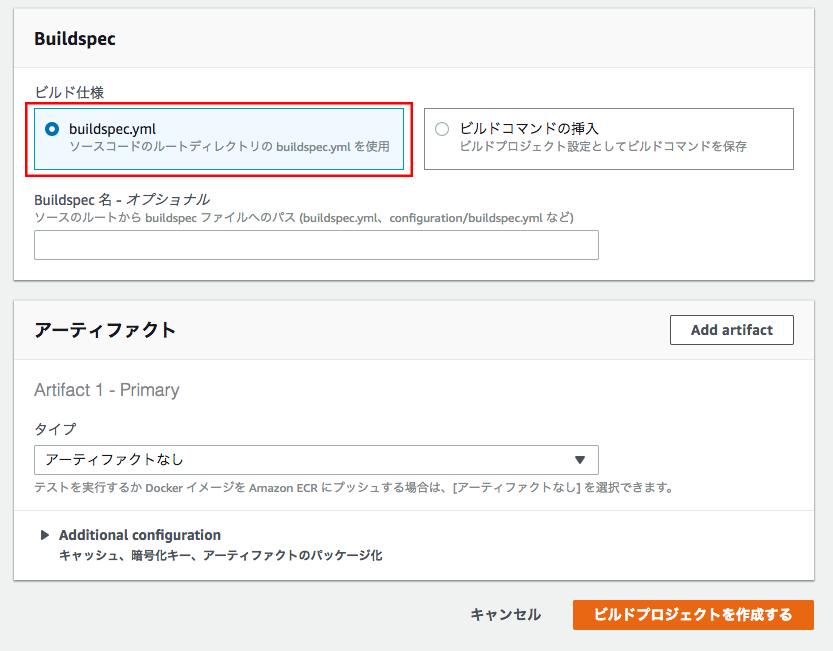 Buildspec
ビルド仕様
buildspec.yml
ソースコードのルートディレクトリの buildspec.yml を使用
ビルドコマンドの挿入
ビルドプロジェクト設定としてビルドコマンドを保存
Buildspec 名 - オプショナル
ソースのルートから buildspec ファイルへのパス (buildspec.yml、configuration/buildspec.yml など)
アーティファクト
Add artifact
Artifact 1 - Primary
タイプ
アーティファクトなし
テストを実行するか Docker イメージを Amazon ECR にプッシュする場合は、[アーティファクトなし] を選択できます。
Additional configuration
キャッシュ、暗号化キー、アーティファクトのパッケージ化
キャンセル
ビルドプロジェクトを作成する